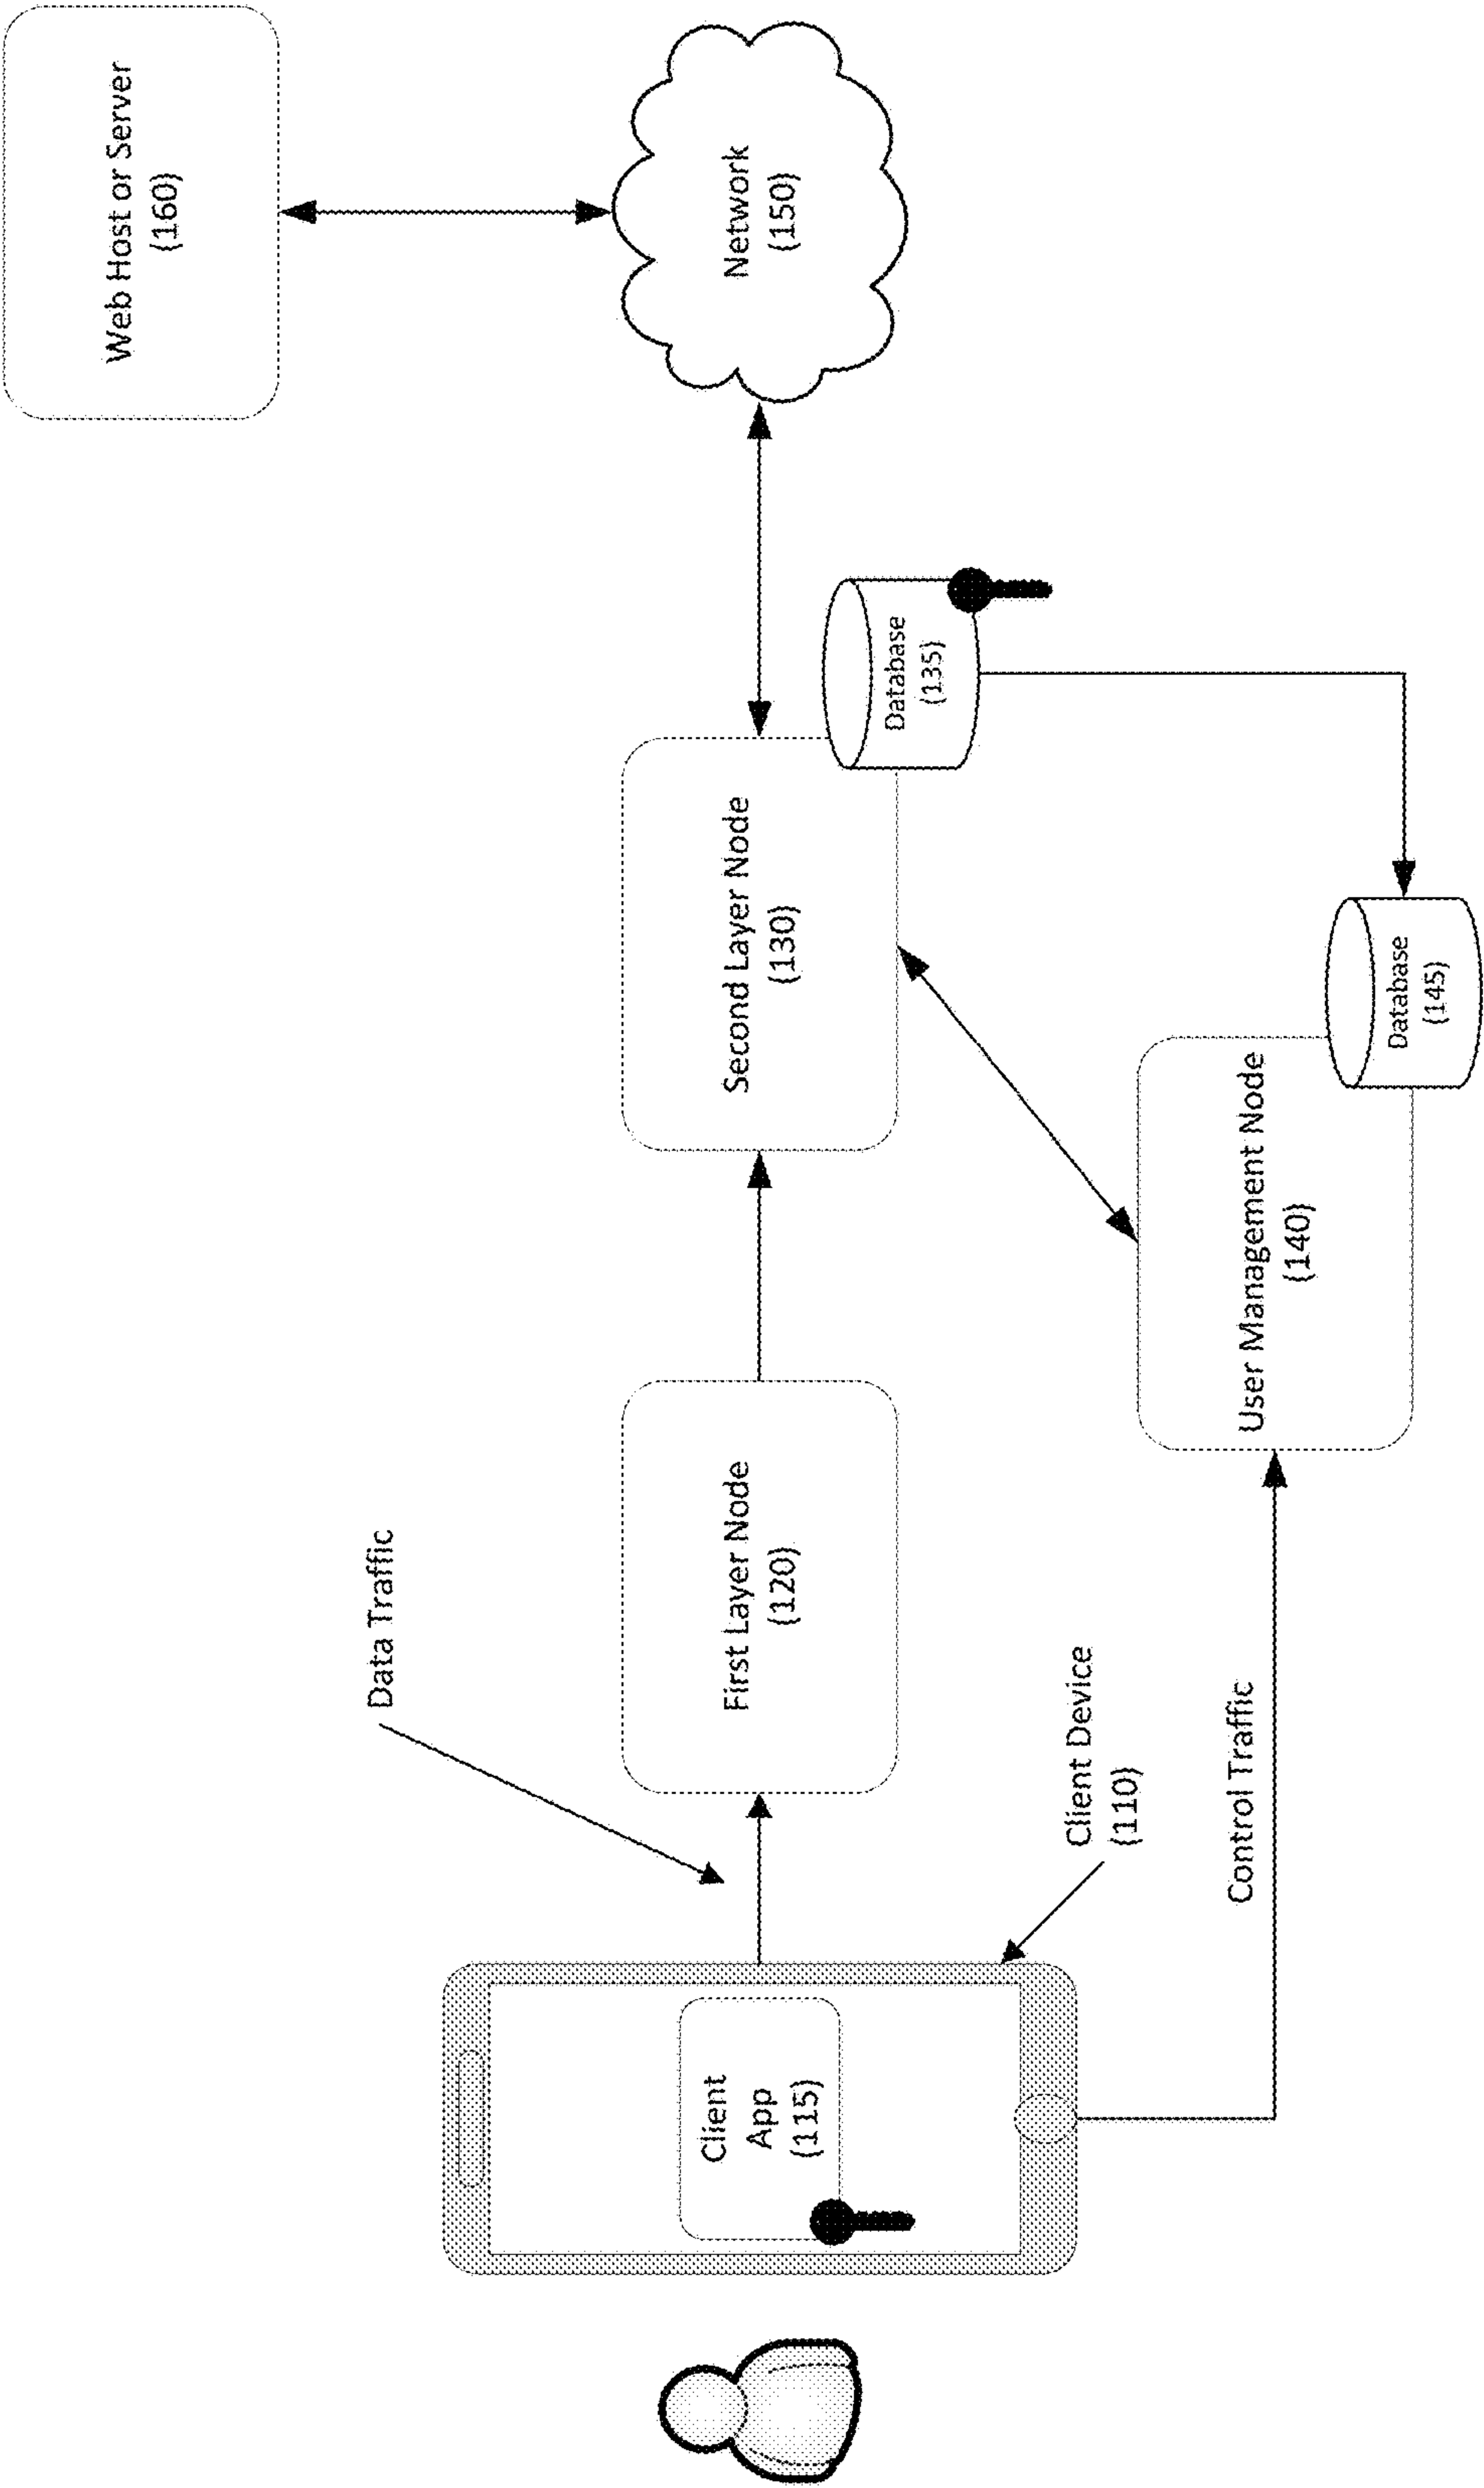 Web Host or Server
(160)
Network
(150)
Database
(135)
Second Layer Node
(130)
Database
(145)
User Management Node
(140)
First Layer Node
(120)
Data Traffic
Client Device
(110)
Control Traffic
Client
App
(115)